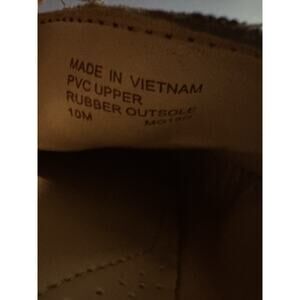 MADE IN VIETNAM
PVC UPPER
RUBBER OUTSOLE
10M